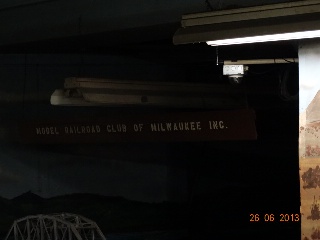 MODEL RAILROAD CLUB OF MILWAUKEE INC.
26 06 2013